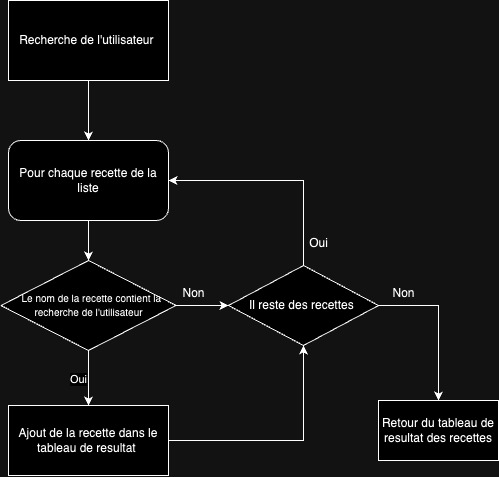 Recherche de l'utilisateur
Pour chaque recette de la
liste
Oui
Le nom de la recette contient la
recherche de l'utilisateur
Non
Il reste des recettes
Non
Oui
Ajout de la recette dans le
tableau de resultat
Retour du tableau de
resultat des recettes